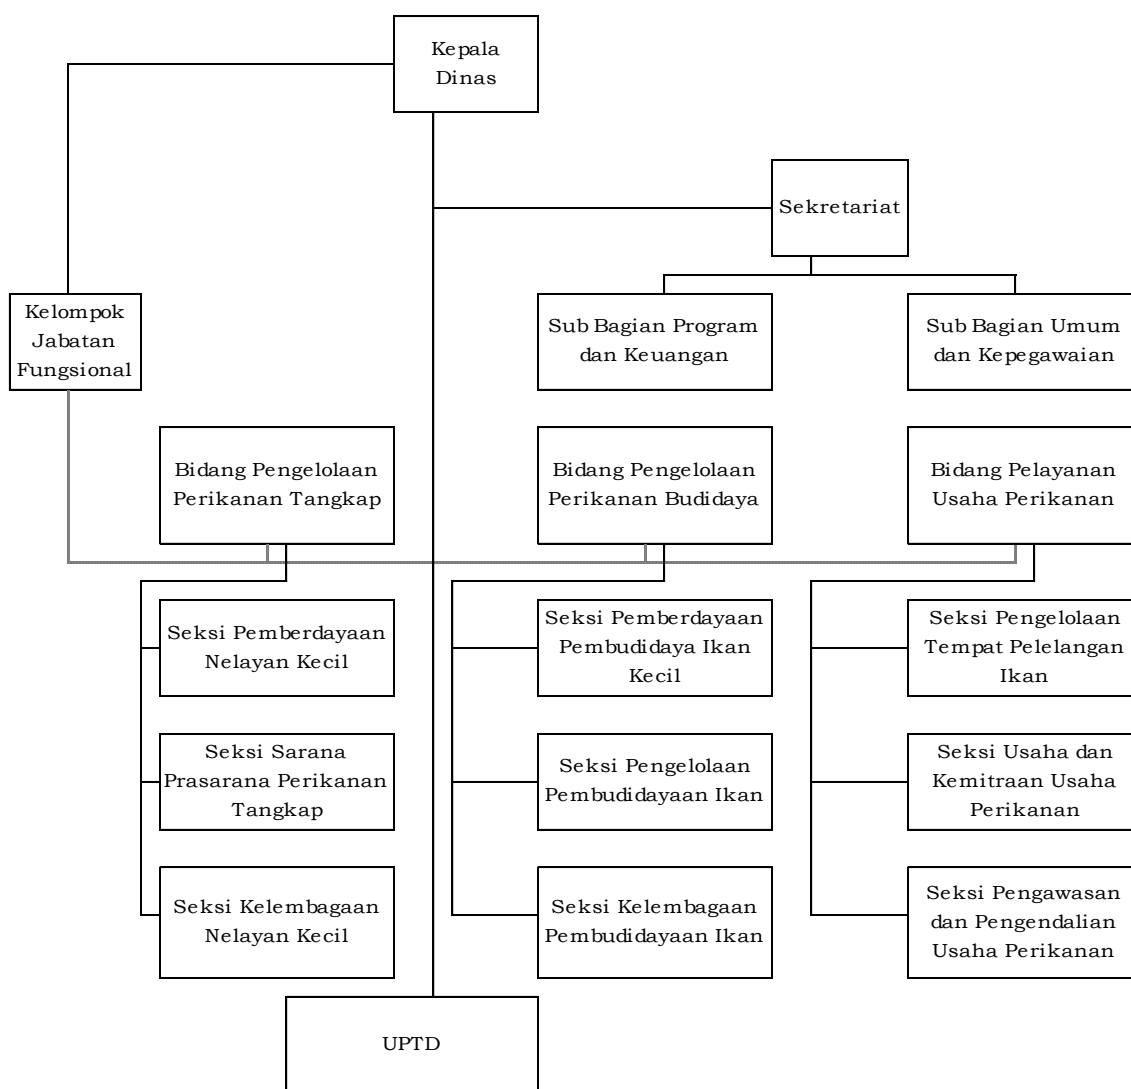 Kepala
Dinas
Sekretariat
Kelompok
Jabatan
Fungsional
Sub Bagian Program
dan Keuangan
Sub Bagian Umum
dan Kepegawaian
Bidang Pengelolaan
Perikanan Tangkap
Bidang Pengelolaan
Perikanan Budidaya
Bidang Pelayanan
Usaha Perikanan
Seksi Pemberdayaan
Nelayan Kecil
Seksi Pemberdayaan
Pembudidaya Ikan
Kecil
Seksi Pengelolaan
Tempat Pelelangan
Ikan
Seksi Sarana
Prasarana Perikanan
Tangkap
Seksi Pengelolaan
Pembudidayaan Ikan
Seksi Usaha dan
Kemitraan Usaha
Perikanan
Seksi Kelembagaan
Nelayan Kecil
Seksi Kelembagaan
Pembudidayaan Ikan
Seksi Pengawasan
dan Pengendalian
Usaha Perikanan
UPTD